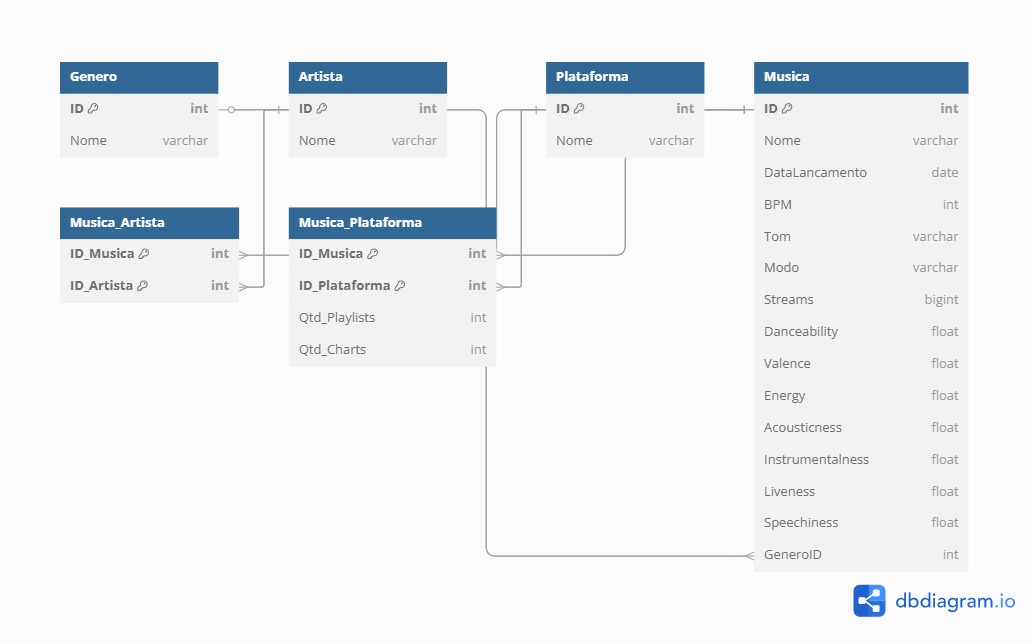 Genero
ID int
Nome varchar
Artista
ID int
Nome varchar
Plataforma
ID int
Nome varchar
Musica
ID int
Nome varchar
DataLancamento date
BPM int
Tom varchar
Modo varchar
Streams bigint
Danceability float
Valence float
Energy float
Acousticness float
Instrumentalness float
Liveness float
Speechiness float
GeneroID int
Musica_Artista
ID_Musica int
ID_Artista int
Musica_Plataforma
ID_Musica int
ID_Plataforma int
Qtd_Playlists int
Qtd_Charts int
dbdiagram.io